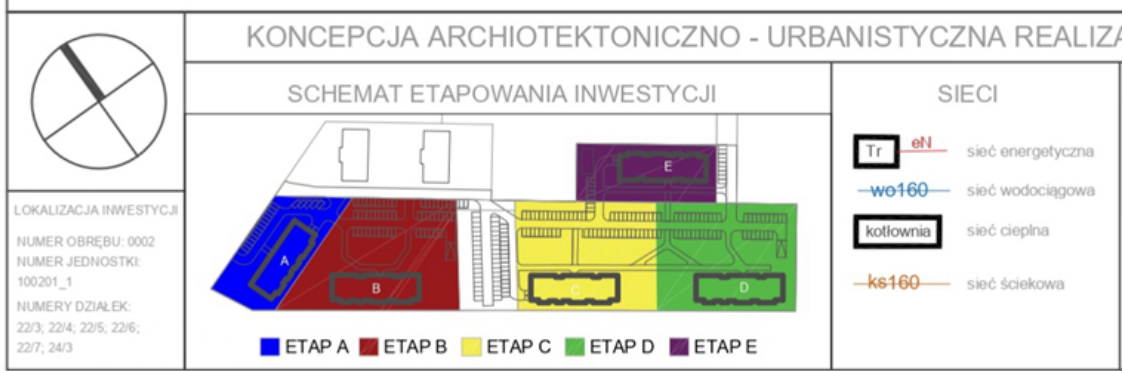 KONCEPCJA ARCHIOTEKTONICZNO - URBANISTYCZNA REALIZA
SCHEMAT ETAPOWANIA INWESTYCJI
A
B
C
D
E
ETAP A ETAP B ETAP C ETAP D ETAP E
LOKALIZACJA INWESTYCJI
NUMER OBRĘBU: 0002
NUMER JEDNOSTKI:
100201_1
NUMERY DZIAŁEK:
22/3; 22/4; 22/5; 22/6;
22/7; 24/3
SIECI
Tr eN sieć energetyczna
wo160 sieć wodociągowa
kotłownia sieć cieplna
ks160 sieć ściekowa